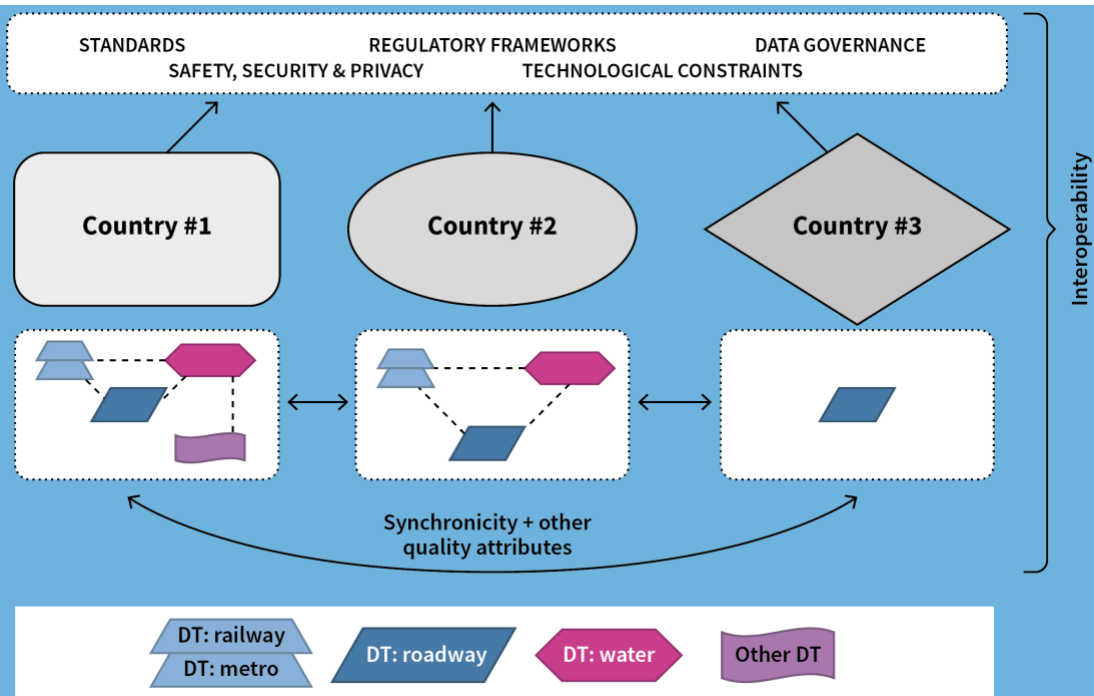 STANDARDS REGULATORY FRAMEWORKS DATA GOVERNANCE
SAFETY, SECURITY & PRIVACY TECHNOLOGICAL CONSTRAINTS
Country #1
Country #2
Country #3
Interoperability
Synchronicity + other
quality attributes
DT: railway
DT: metro
DT: roadway
DT: water
Other DT